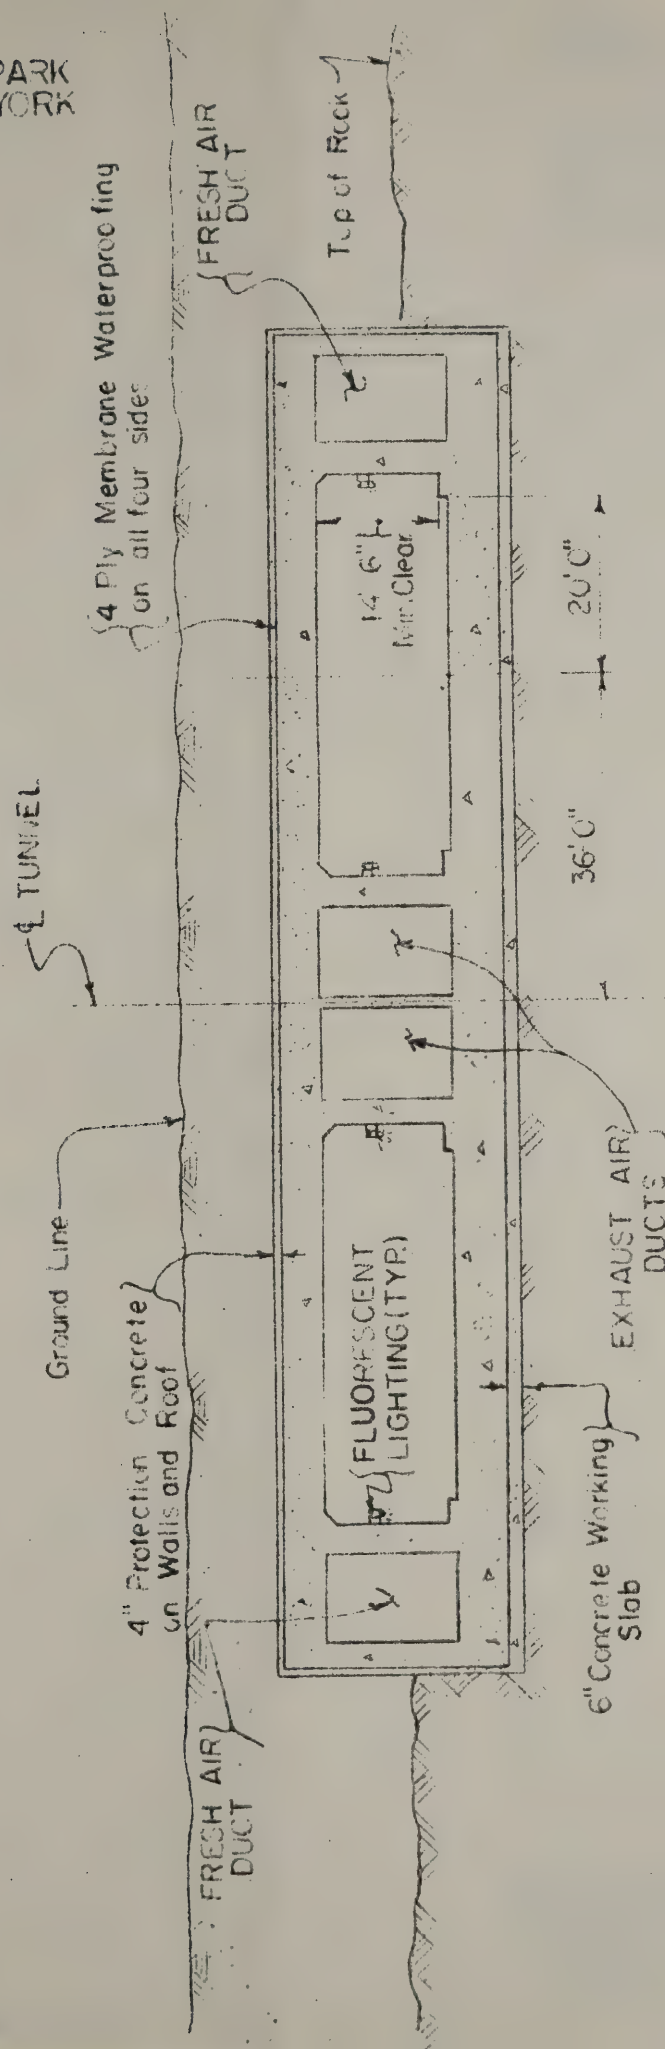 PARK
YORK
4 Ply Membrane Waterproofing
on all four sides
FRESH AIR
DUCT
Top of Rock
℄ TUNNEL
Ground Line
4" Protection Concrete
on Walls and Roof
FRESH AIR
DUCT
14' 6"
Min. Clear
20' 0"
36' 0"
FLUORESCENT
LIGHTING (TYP.)
EXHAUST AIR
DUCTS
6" Concrete Working
Slab